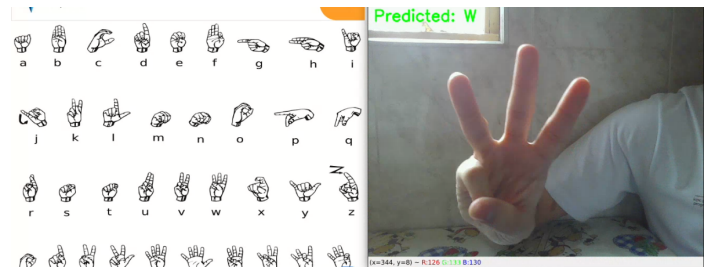 a b c d e f g h i
j k l m n o p q
r s t u v w x y z
Predicted: W
(x=344, y=8) ~ R:126 G:133 B:130